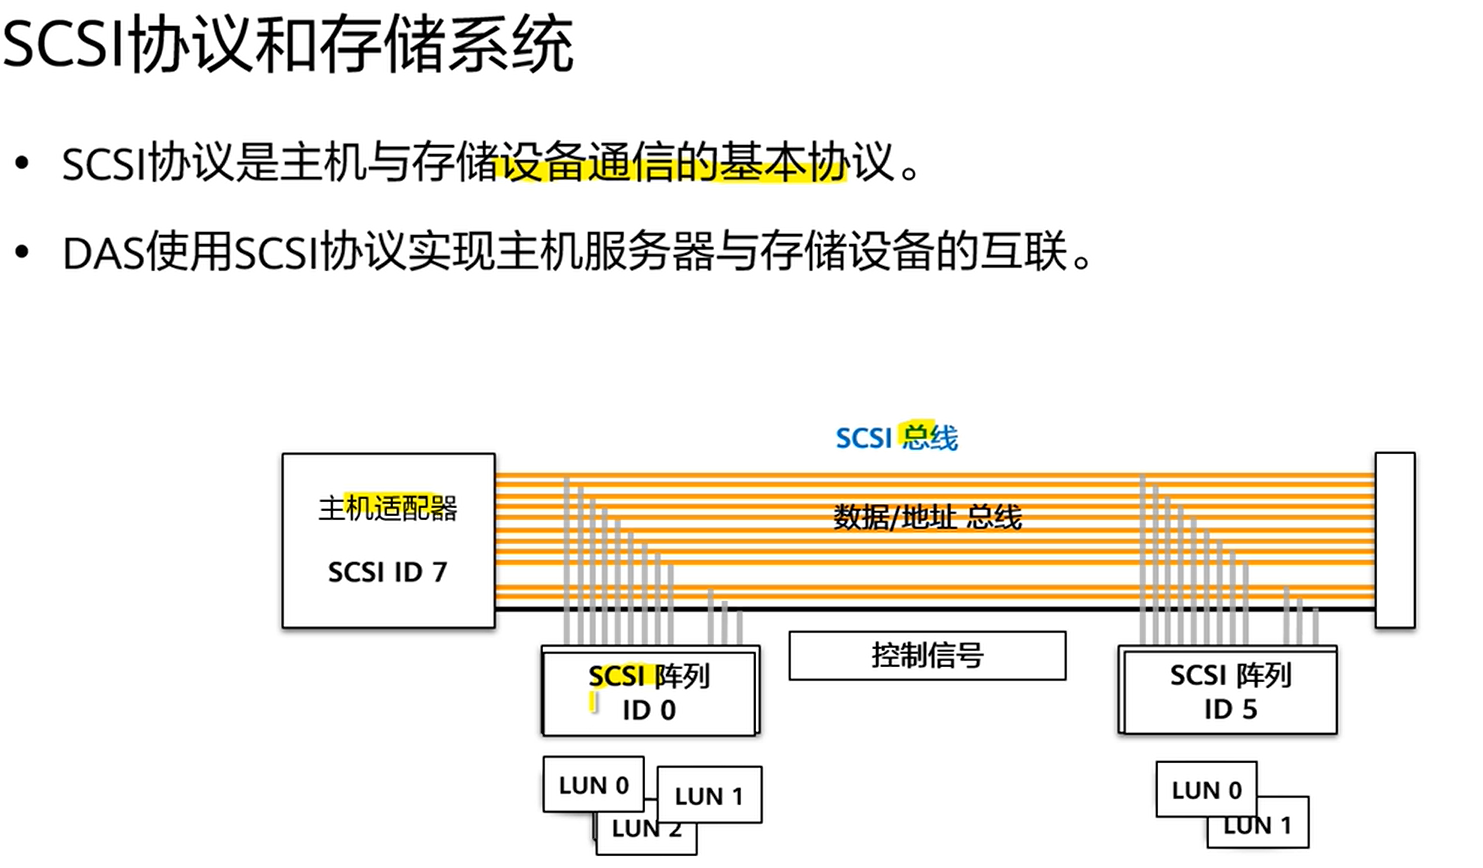 SCSI协议和存储系统
• SCSI协议是主机与存储设备通信的基本协议。
• DAS使用SCSI协议实现主机服务器与存储设备的互联。
SCSI 总线
主机适配器
SCSI ID 7
数据/地址 总线
控制信号
SCSI 阵列
ID 0
SCSI 阵列
ID 5
LUN 0
LUN 1
LUN 2
LUN 0
LUN 1